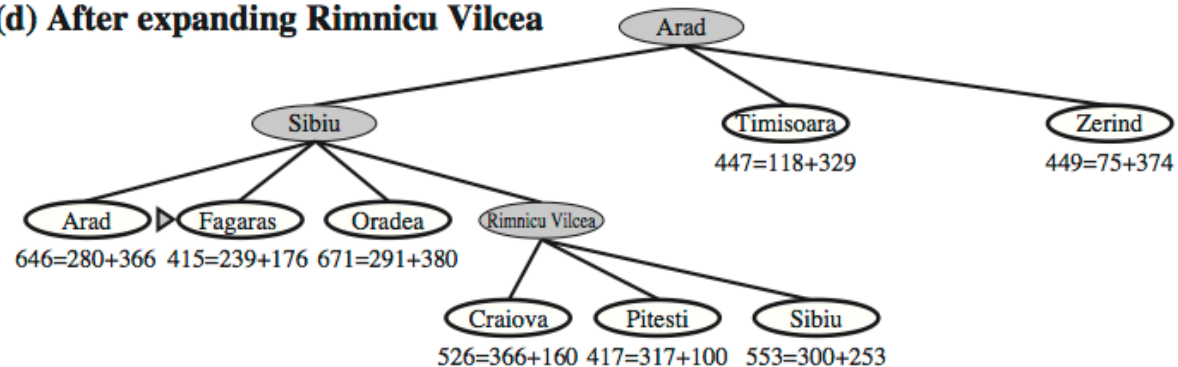 (d) After expanding Rimnicu Vilcea
Arad
Sibiu
Timisoara
Zerind
447=118+329
449=75+374
Arad
Fagaras
Oradea
Rimnicu Vilcea
646=280+366 415=239+176 671=291+380
Craiova
Pitesti
Sibiu
526=366+160 417=317+100 553=300+253